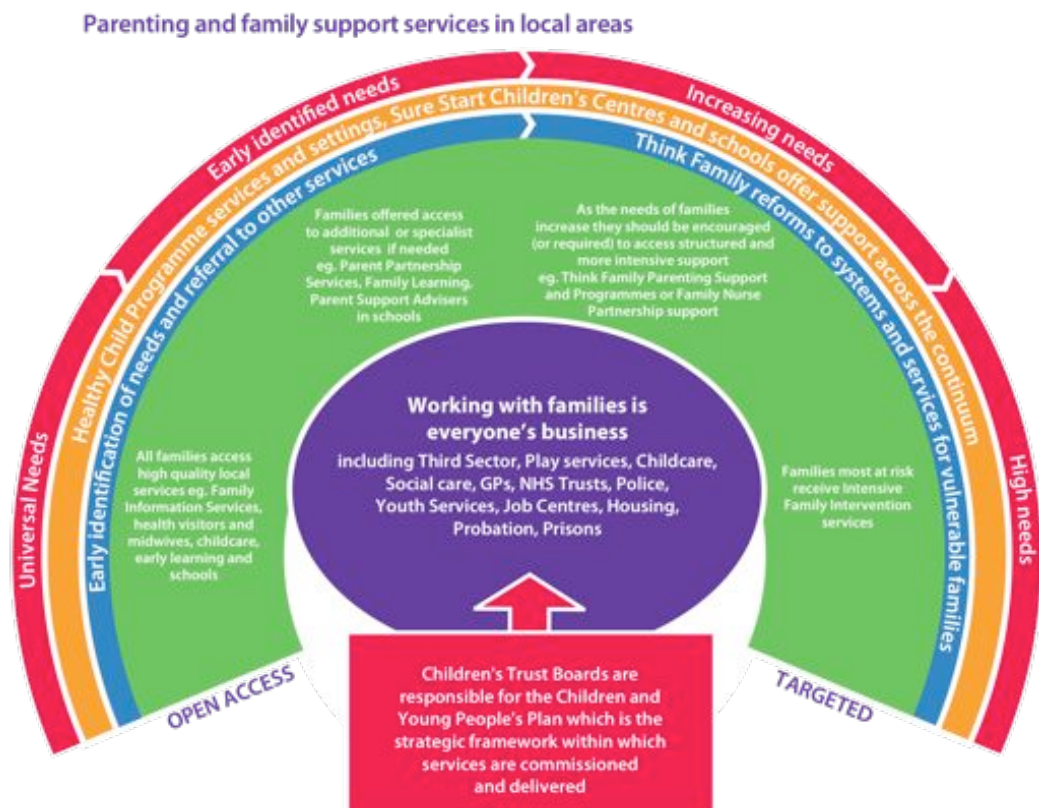 Parenting and family support services in local areas
Universal Needs
Early identified needs
Increasing needs
High needs
Healthy Child Programme services and settings, Sure Start Children's Centres and schools offer support across the continuum
Early identification of needs and referral to other services
Think Family reforms to systems and services for vulnerable families
Families offered access
to additional or specialist
services if needed
eg. Parent Partnership
Services, Family Learning,
Parent Support Advisers
in schools
As the needs of families
increase they should be encouraged
(or required) to access structured and
more intensive support
eg. Think Family Parenting Support
and Programmes or Family Nurse
Partnership support
All families access
high quality local
services eg. Family
Information Services,
health visitors and
midwives, childcare,
early learning and
schools
Working with families is
everyone's business
including Third Sector, Play services, Childcare,
Social care, GPs, NHS Trusts, Police,
Youth Services, Job Centres, Housing,
Probation, Prisons
Families most at risk
receive Intensive
Family Intervention
services
OPEN ACCESS
TARGETED
Children's Trust Boards are
responsible for the Children and
Young People's Plan which is the
strategic framework within which
services are commissioned
and delivered